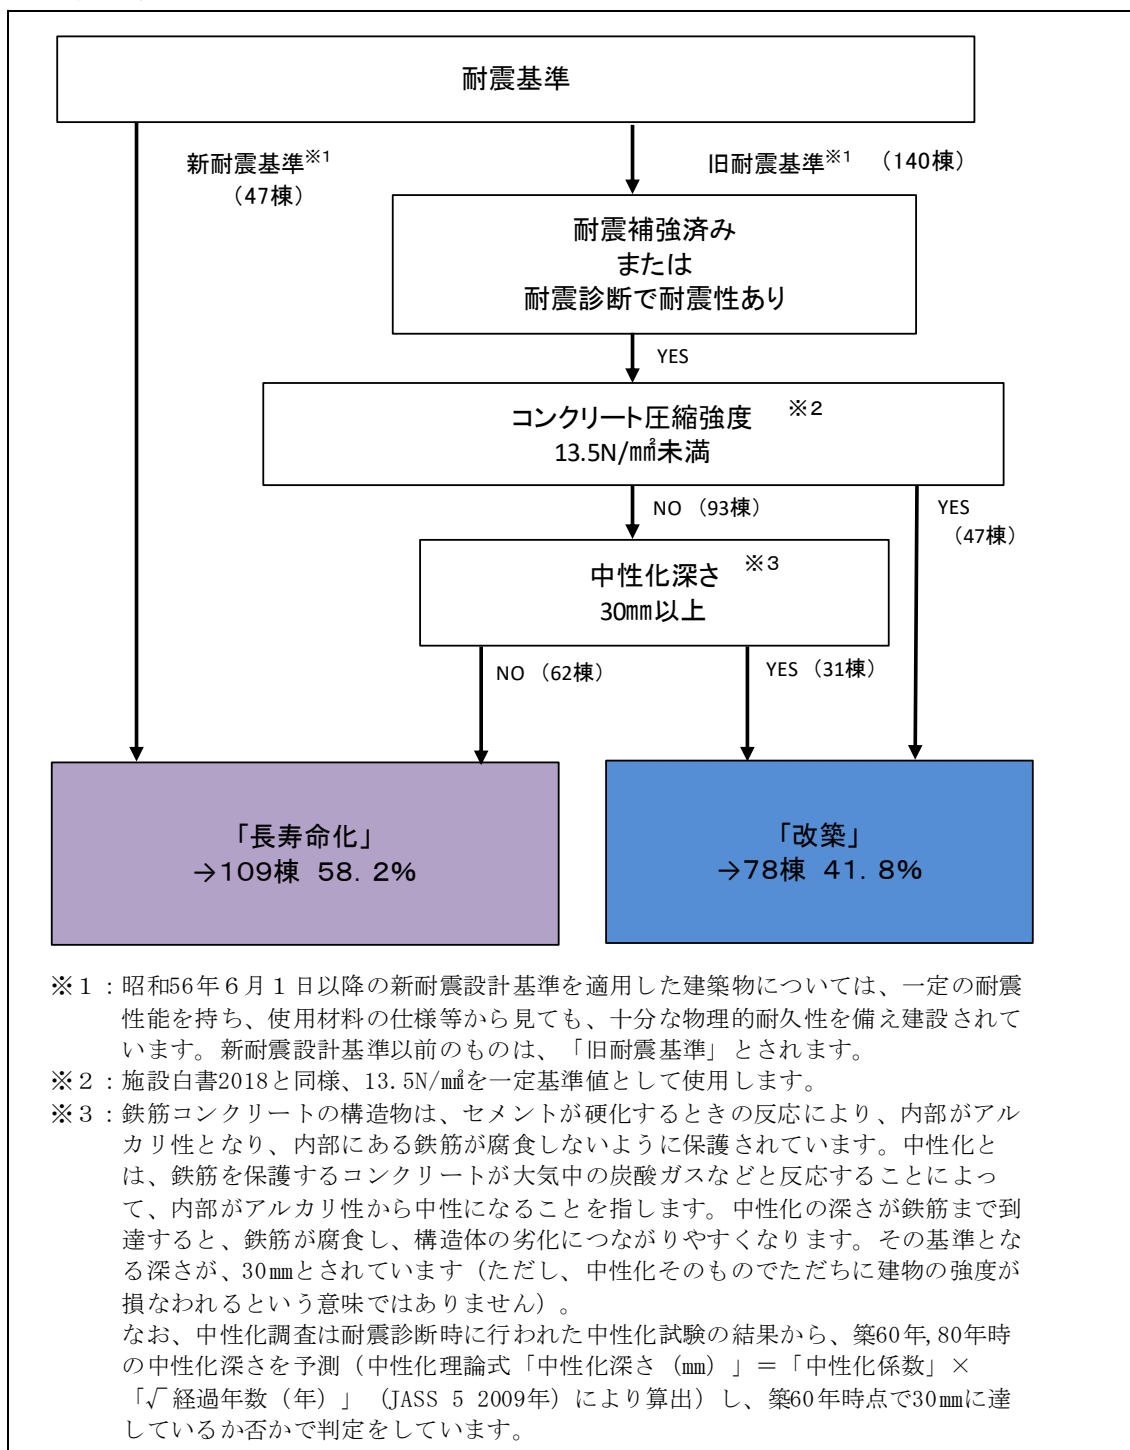 耐震基準
新耐震基準※1
（47棟）
旧耐震基準※1 （140棟）
耐震補強済み
または
耐震診断で耐震性あり
YES
コンクリート圧縮強度 ※2
13.5N/㎟未満
NO （93棟）
YES
（47棟）
中性化深さ ※3
30㎜以上
NO （62棟）
YES （31棟）
「長寿命化」
→109棟 58．2%
「改築」
→78棟 41．8%
※１：昭和56年６月１日以降の新耐震設計基準を適用した建築物については、一定の耐震
性能を持ち、使用材料の仕様等から見ても、十分な物理的耐久性を備え建設されて
います。新耐震設計基準以前のものは、「旧耐震基準」とされます。
※２：施設白書2018と同様、13.5N/㎟を一定基準値として使用します。
※３：鉄筋コンクリートの構造物は、セメントが硬化するときの反応により、内部がアル
カリ性となり、内部にある鉄筋が腐食しないように保護されています。中性化と
は、鉄筋を保護するコンクリートが大気中の炭酸ガスなどと反応することによっ
て、内部がアルカリ性から中性になることを指します。中性化の深さが鉄筋まで到
達すると、鉄筋が腐食し、構造体の劣化につながりやすくなります。その基準とな
る深さが、30㎜とされています（ただし、中性化そのものでただちに建物の強度が
損なわれるという意味ではありません）。
なお、中性化調査は耐震診断時に行われた中性化試験の結果から、築60年,80年時
の中性化深さを予測（中性化理論式「中性化深さ（㎜）」＝「中性化係数」×
「√経過年数（年）」（JASS 5 2009年）により算出）し、築60年時点で30㎜に達
しているか否かで判定をしています。